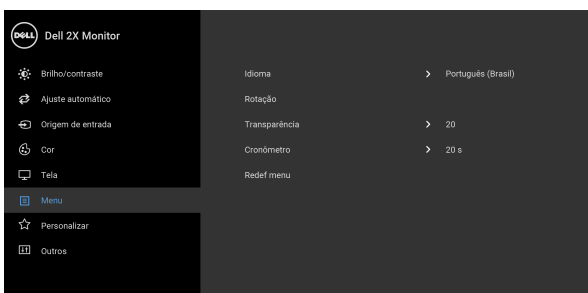 DELL Dell 2X Monitor
Brilho/contraste
Ajuste automático
Origem de entrada
Cor
Tela
Menu
Personalizar
Outros
Idioma Português (Brasil)
Rotação
Transparência 20
Cronômetro 20 s
Redef menu